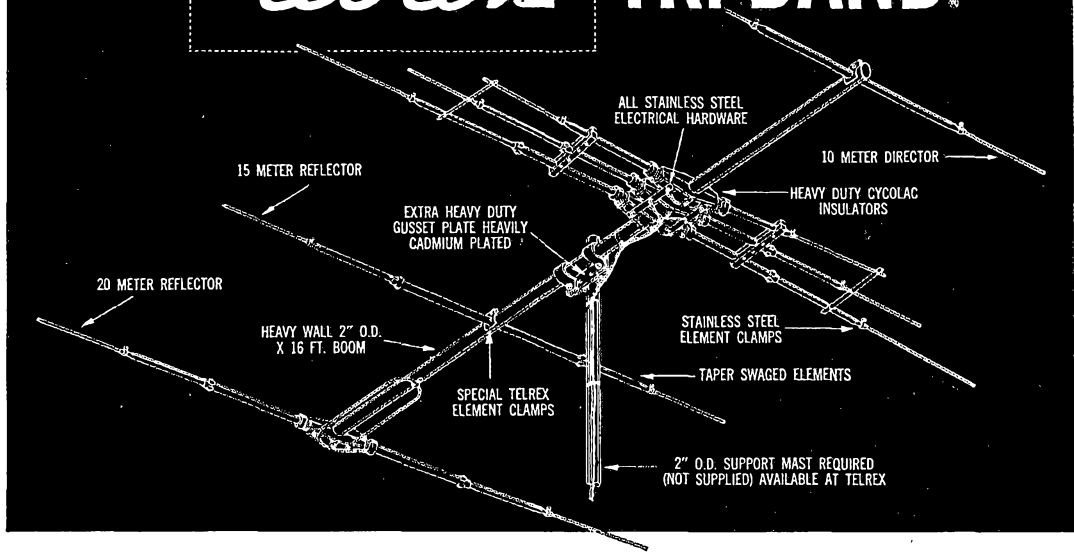 TRI-BAND®
ALL STAINLESS STEEL
ELECTRICAL HARDWARE
10 METER DIRECTOR
15 METER REFLECTOR
HEAVY DUTY CYCOLAC
INSULATORS
EXTRA HEAVY DUTY
GUSSET PLATE HEAVILY
CADMIUM PLATED
20 METER REFLECTOR
STAINLESS STEEL
ELEMENT CLAMPS
HEAVY WALL 2" O.D.
X 16 FT. BOOM
TAPER SWAGED ELEMENTS
SPECIAL TELREX
ELEMENT CLAMPS
2" O.D. SUPPORT MAST REQUIRED
(NOT SUPPLIED) AVAILABLE AT TELREX